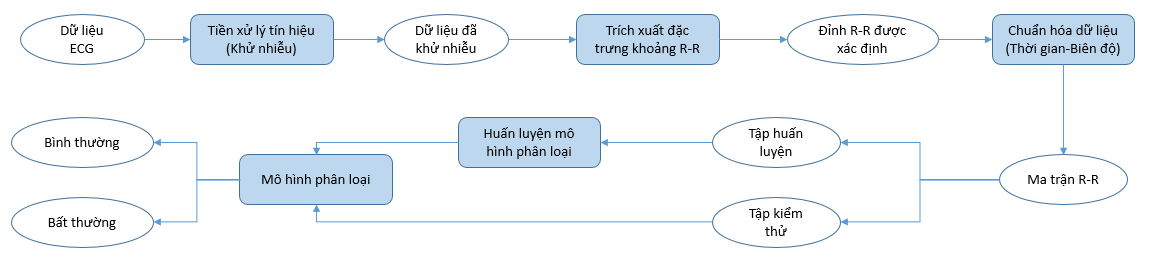 Dữ liệu
ECG
Tiền xử lý tín hiệu
(Khử nhiễu)
Dữ liệu đã
khử nhiễu
Trích xuất đặc
trưng khoảng R-R
Đỉnh R-R được
xác định
Chuẩn hóa dữ liệu
(Thời gian-Biên độ)
Ma trận R-R
Tập huấn
luyện
Tập kiểm
thử
Huấn luyện mô
hình phân loại
Mô hình phân loại
Bình thường
Bất thường